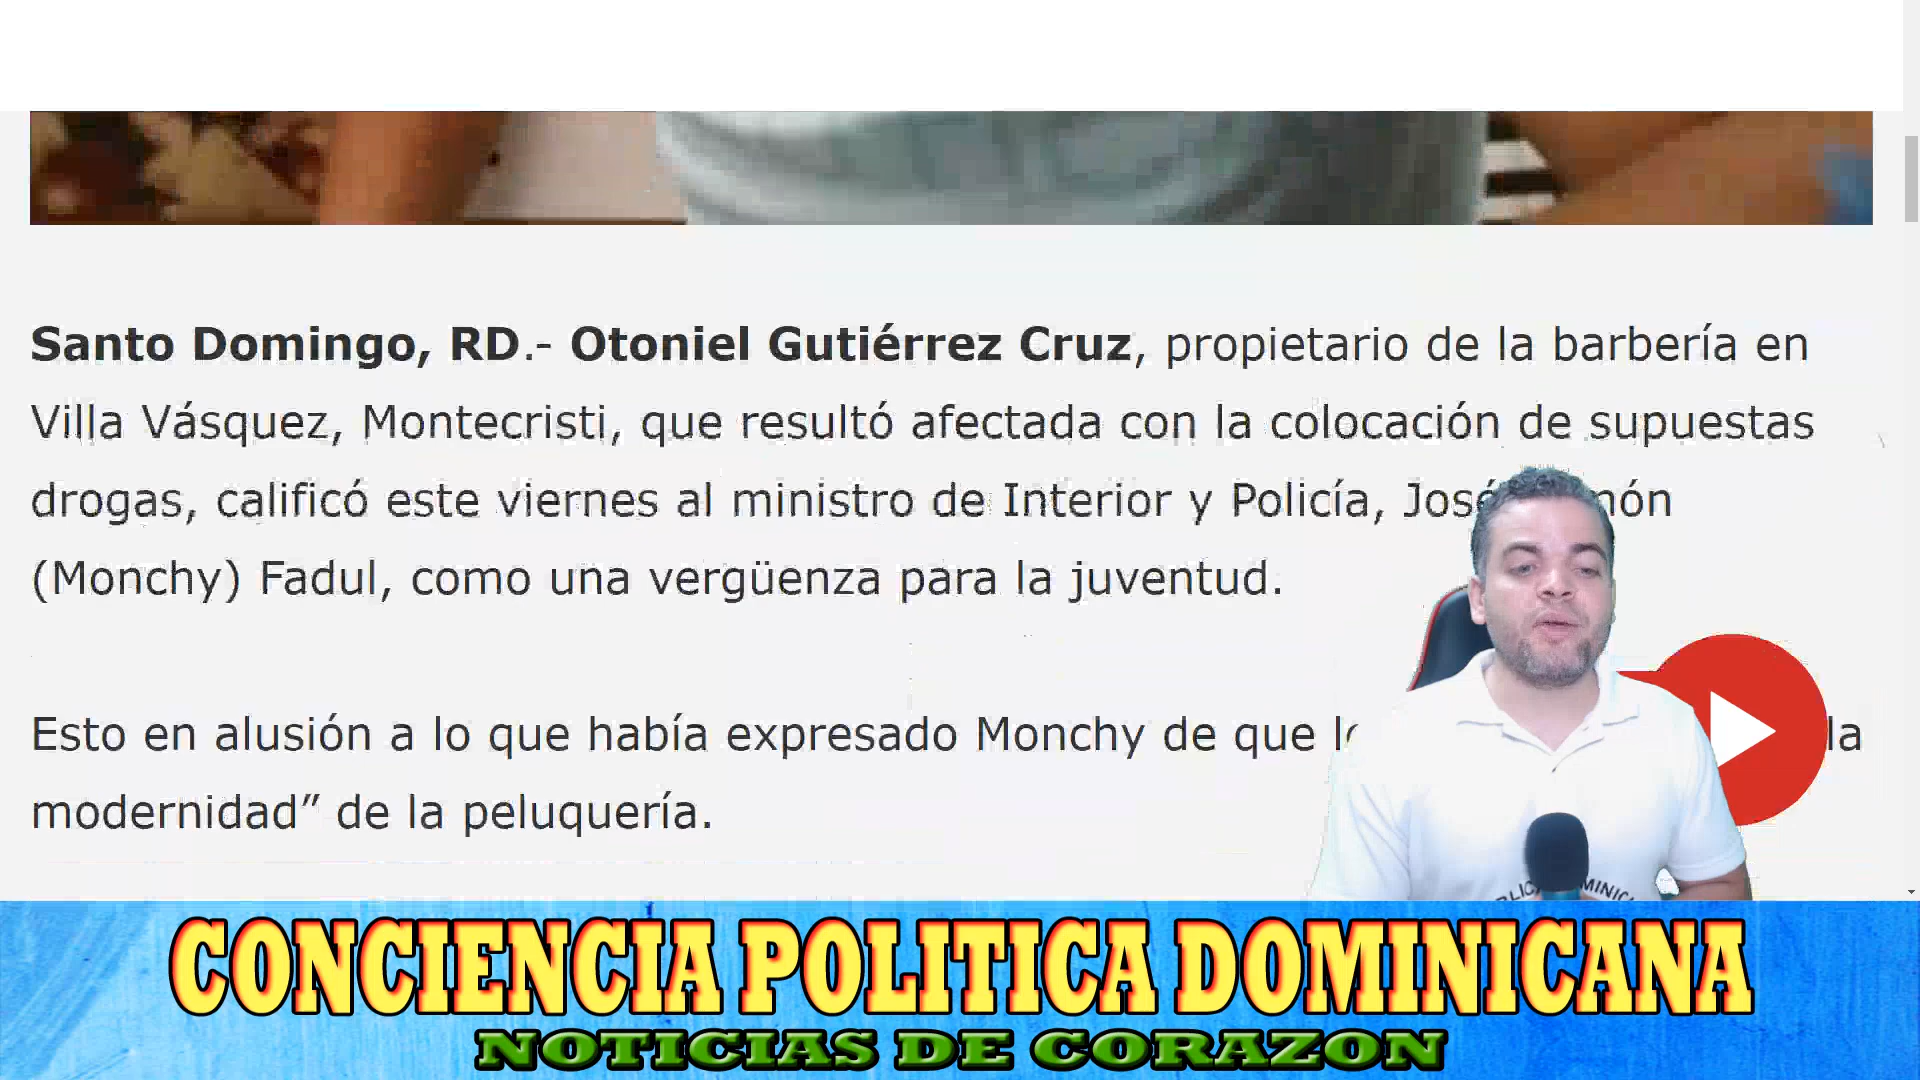 Santo Domingo, RD.- Otoniel Gutiérrez Cruz, propietario de la barbería en
Villa Vásquez, Montecristi, que resultó afectada con la colocación de supuestas
drogas, calificó este viernes al ministro de Interior y Policía, José
(Monchy) Fadul, como una vergüenza para la juventud.
Esto en alusión a lo que había expresado Monchy de que la
modernidad” de la peluquería.
CONCIENCIA POLITICA DOMINICANA
NOTICIAS DE CORAZON